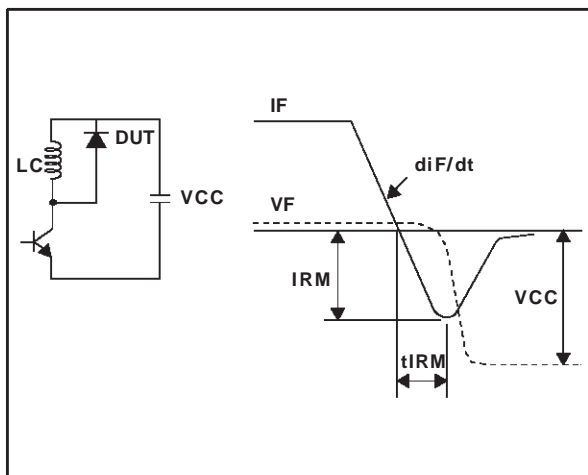 DUT
LC
VCC
IF
diF/dt
VF
IRM
VCC
tIRM